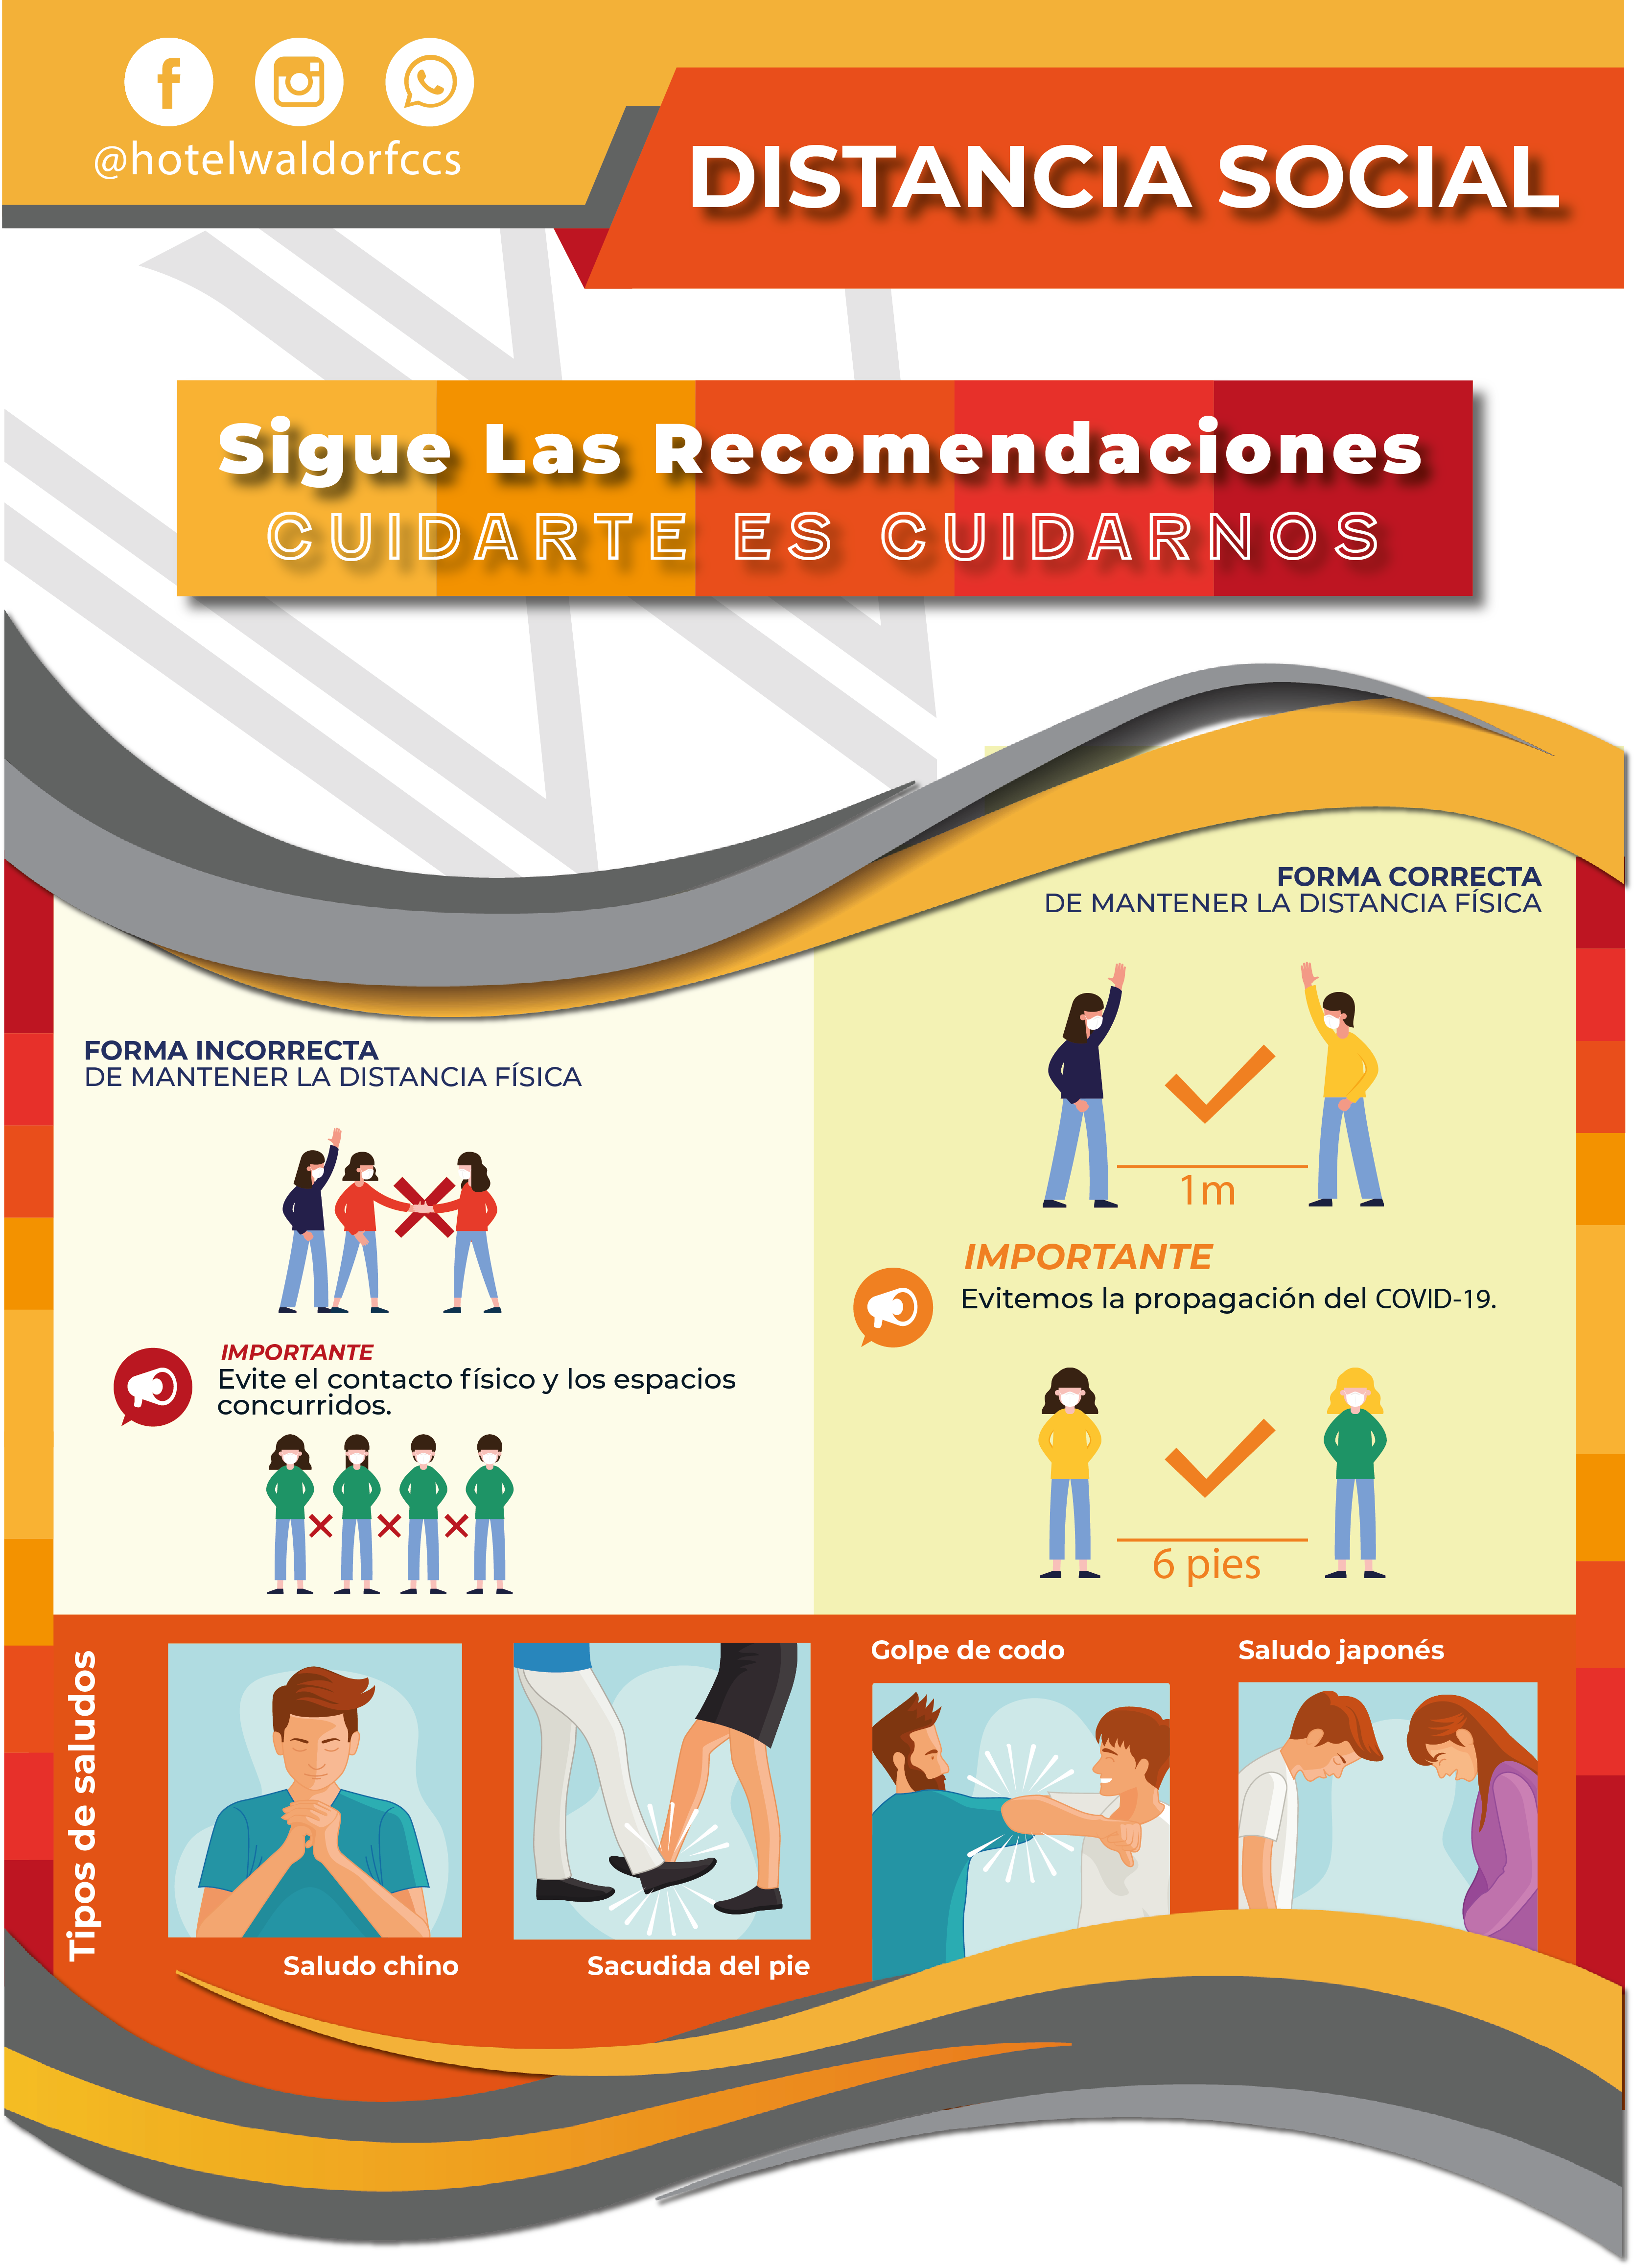 @hotelwaldorfccs
DISTANCIA SOCIAL
Sigue Las Recomendaciones
CUIDARTE ES CUIDARNOS
FORMA INCORRECTA
DE MANTENER LA DISTANCIA FÍSICA
IMPORTANTE
Evite el contacto físico y los espacios
concurridos.
FORMA CORRECTA
DE MANTENER LA DISTANCIA FÍSICA
1m
IMPORTANTE
Evitemos la propagación del COVID-19.
6 pies
Tipos de saludos
Saludo chino
Sacudida del pie
Golpe de codo
Saludo japonés